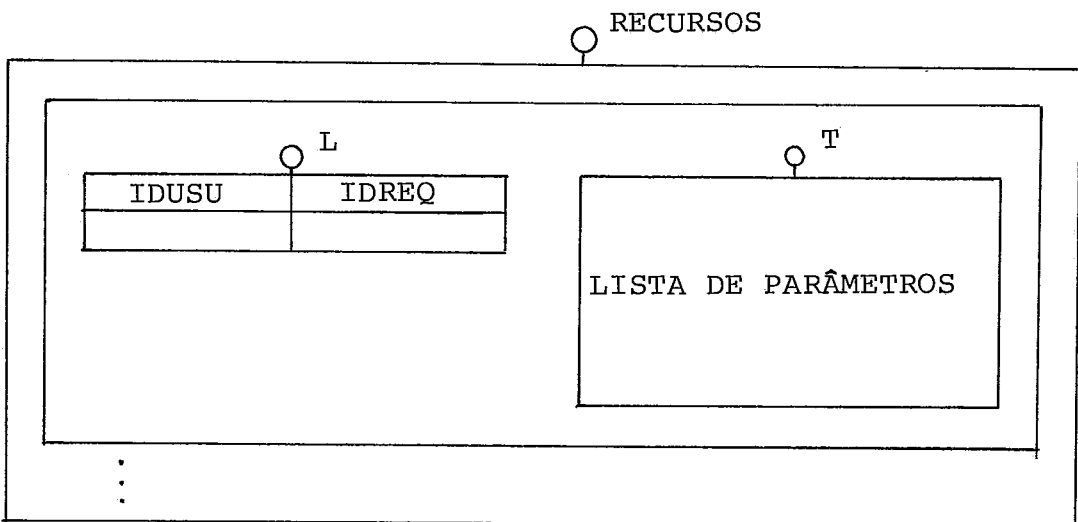 RECURSOS
L
T
IDUSU IDREQ
LISTA DE PARÂMETROS